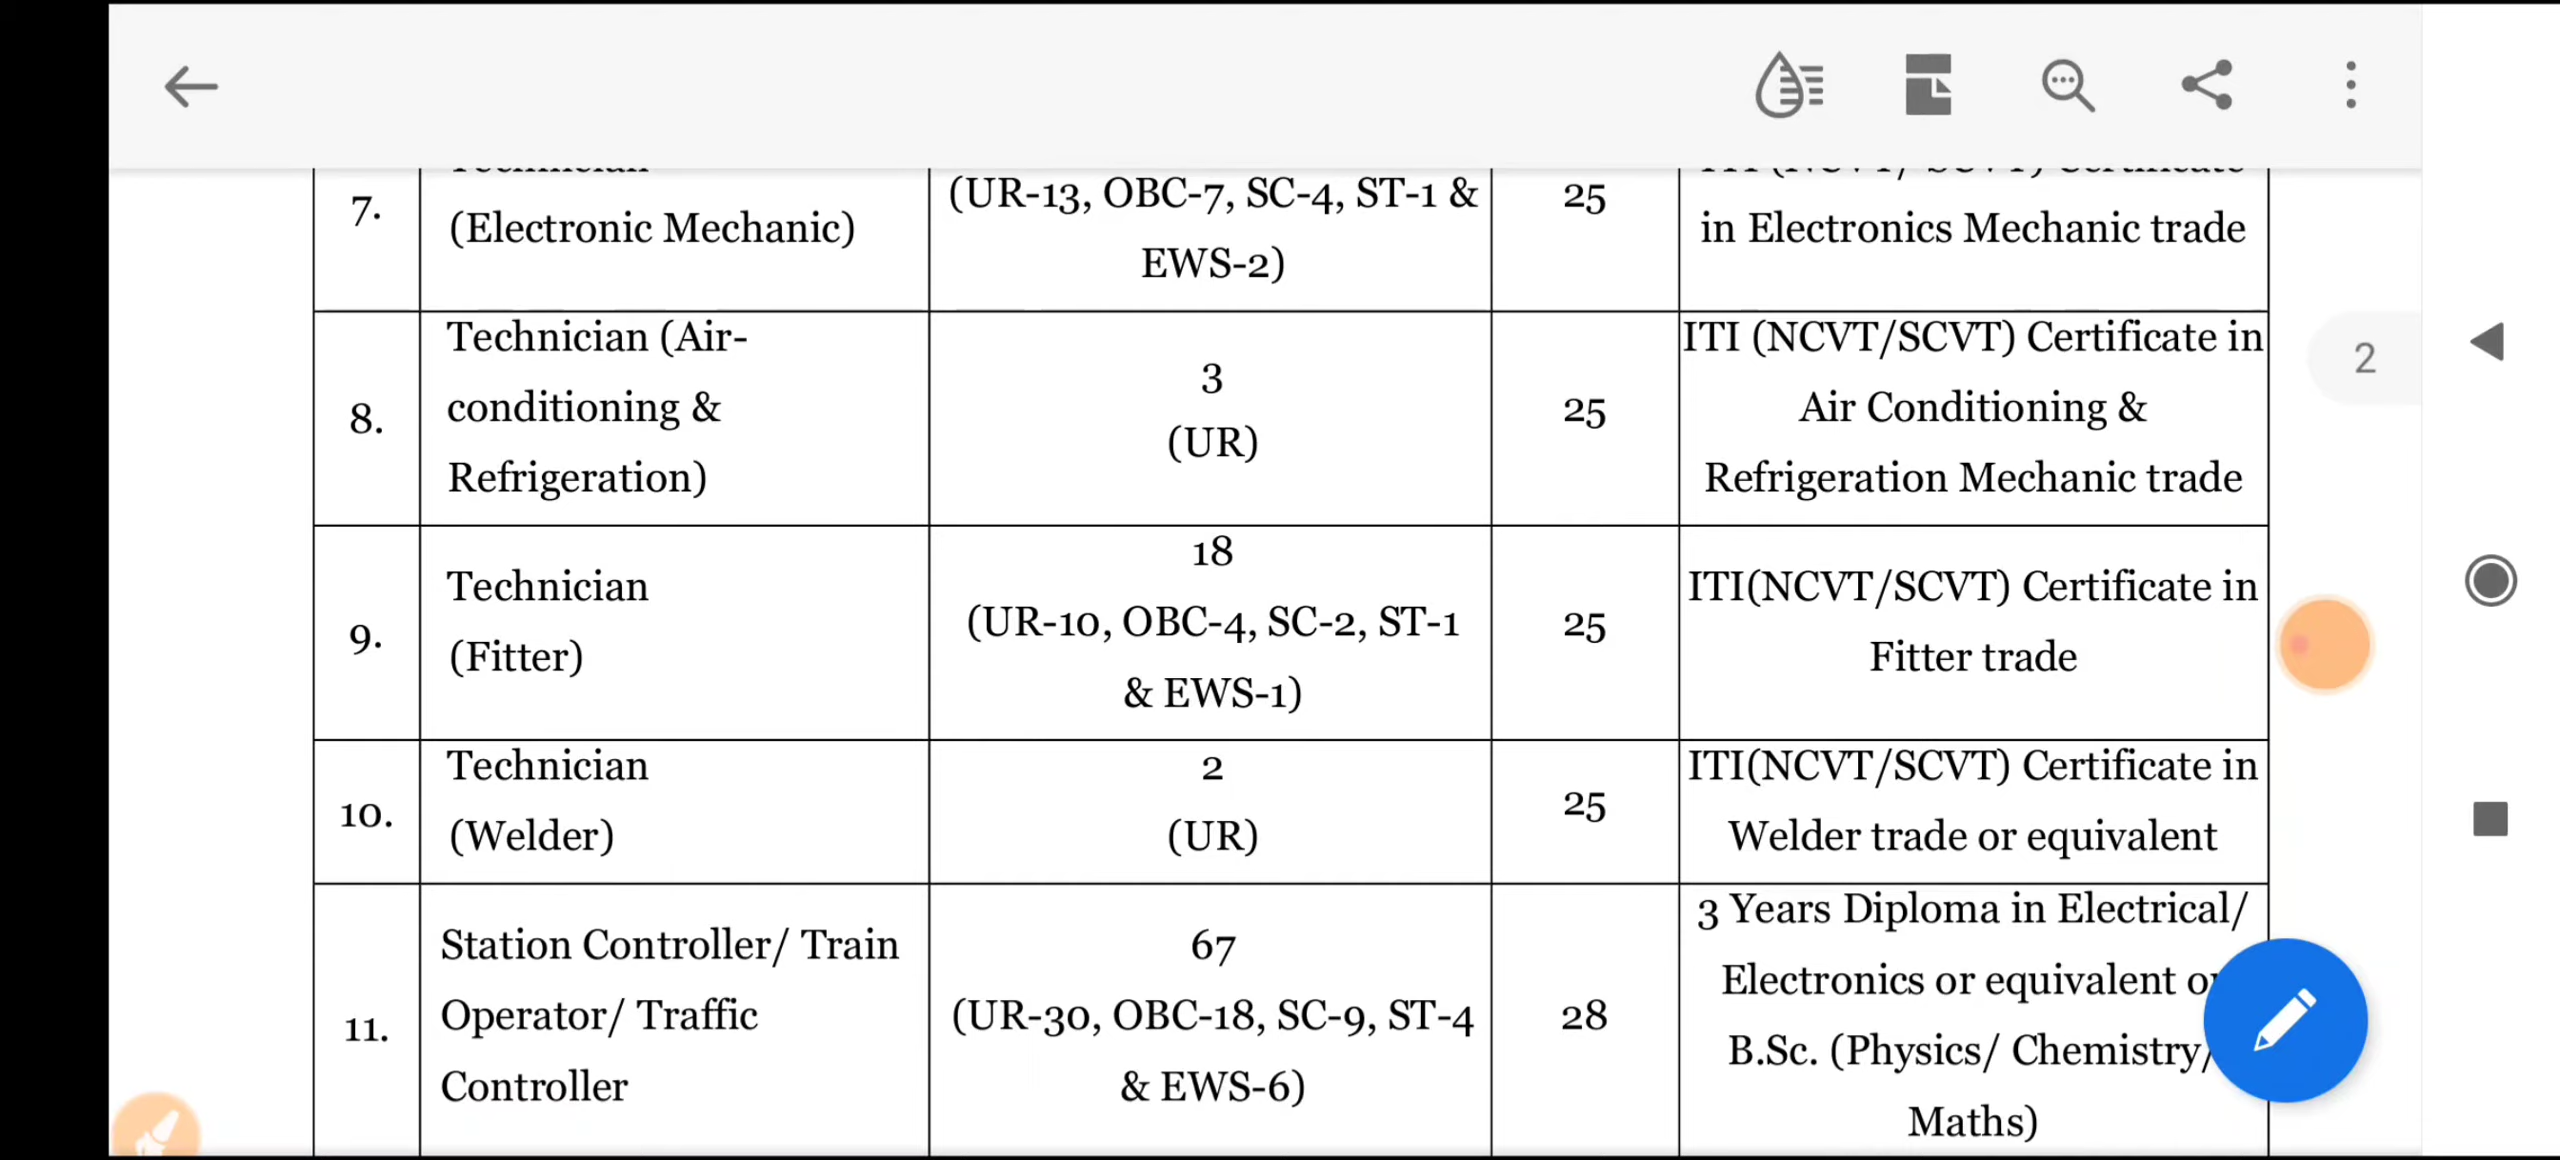 7.
(Electronic Mechanic)
(UR-13, OBC-7, SC-4, ST-1 &
EWS-2)
25
in Electronics Mechanic trade
8.
Technician (Air-
conditioning &
Refrigeration)
3
(UR)
25
ITI (NCVT/SCVT) Certificate in
Air Conditioning &
Refrigeration Mechanic trade
2
9.
Technician
(Fitter)
18
(UR-10, OBC-4, SC-2, ST-1
& EWS-1)
25
ITI(NCVT/SCVT) Certificate in
Fitter trade
10.
Technician
(Welder)
2
(UR)
25
ITI(NCVT/SCVT) Certificate in
Welder trade or equivalent
11.
Station Controller/ Train
Operator/ Traffic
Controller
67
(UR-30, OBC-18, SC-9, ST-4
& EWS-6)
28
3 Years Diploma in Electrical/
Electronics or equivalent or
B.Sc. (Physics/ Chemistry/
Maths)